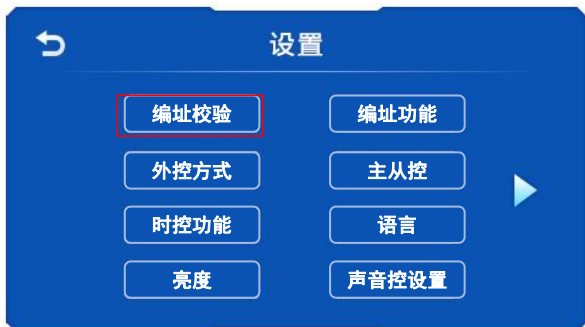 设置
编址校验
编址功能
外控方式
主从控
时控功能
语言
亮度
声音控设置